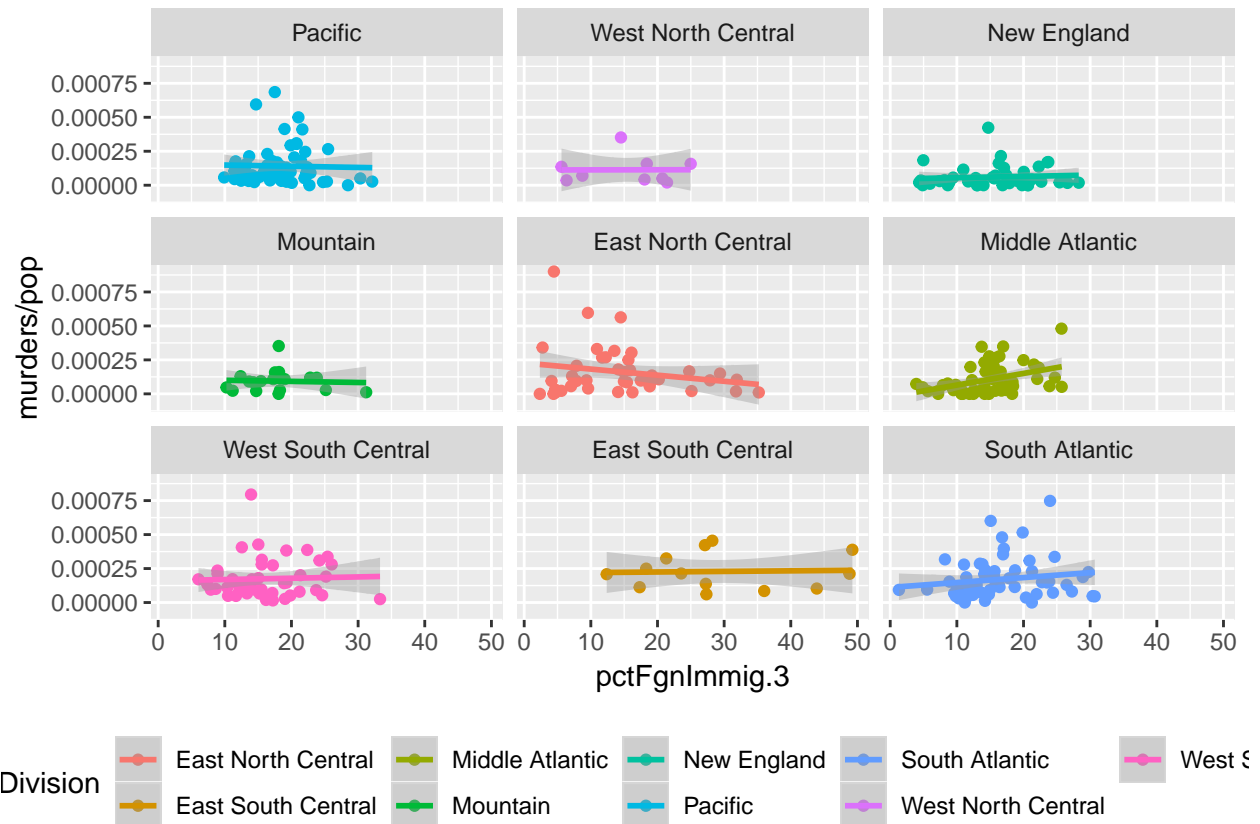 Pacific West North Central New England
0.00075
0.00050
0.00025
0.00000
Mountain East North Central Middle Atlantic
0.00075
0.00050
0.00025
0.00000
murders/pop
West South Central East South Central South Atlantic
0.00075
0.00050
0.00025
0.00000
0 10 20 30 40 50 0 10 20 30 40 50 0 10 20 30 40 50
pctFgnImmig.3
Division
East North Central Middle Atlantic New England South Atlantic West S
East South Central Mountain Pacific West North Central